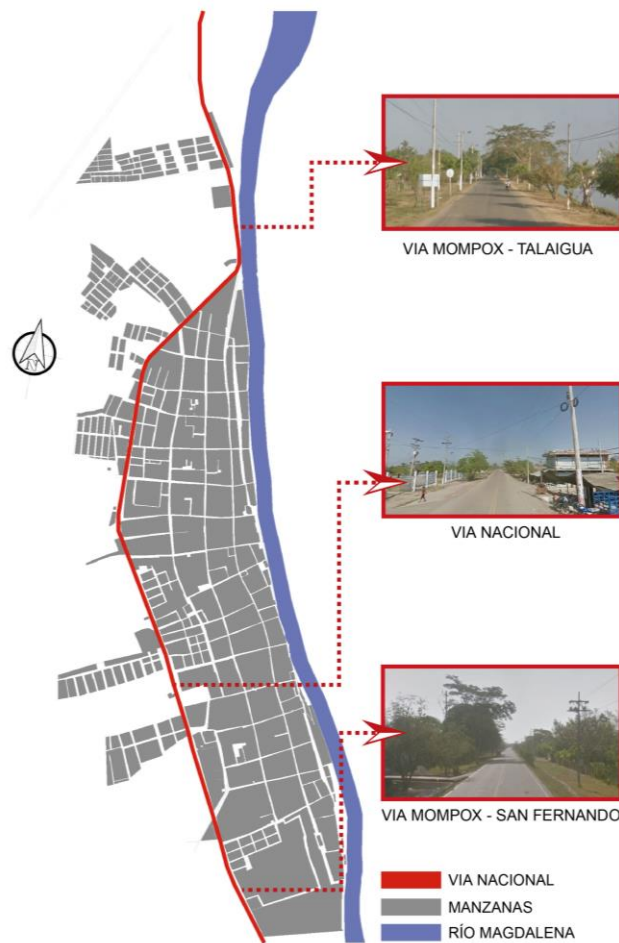 VIA MOMPOX - TALAIGUA
VIA NACIONAL
VIA MOMPOX - SAN FERNANDO
VIA NACIONAL
MANZANAS
RÍO MAGDALENA